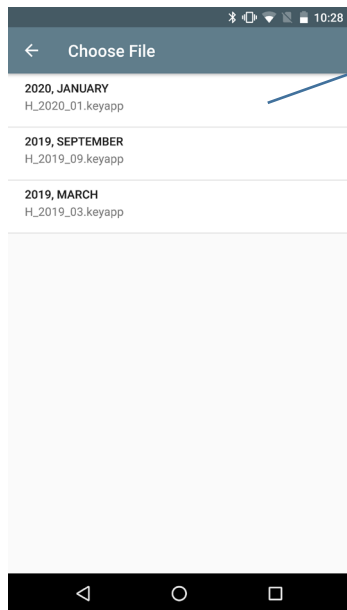 10:28
Choose File
2020, JANUARY
H_2020_01.keyapp
2019, SEPTEMBER
H_2019_09.keyapp
2019, MARCH
H_2019_03.keyapp